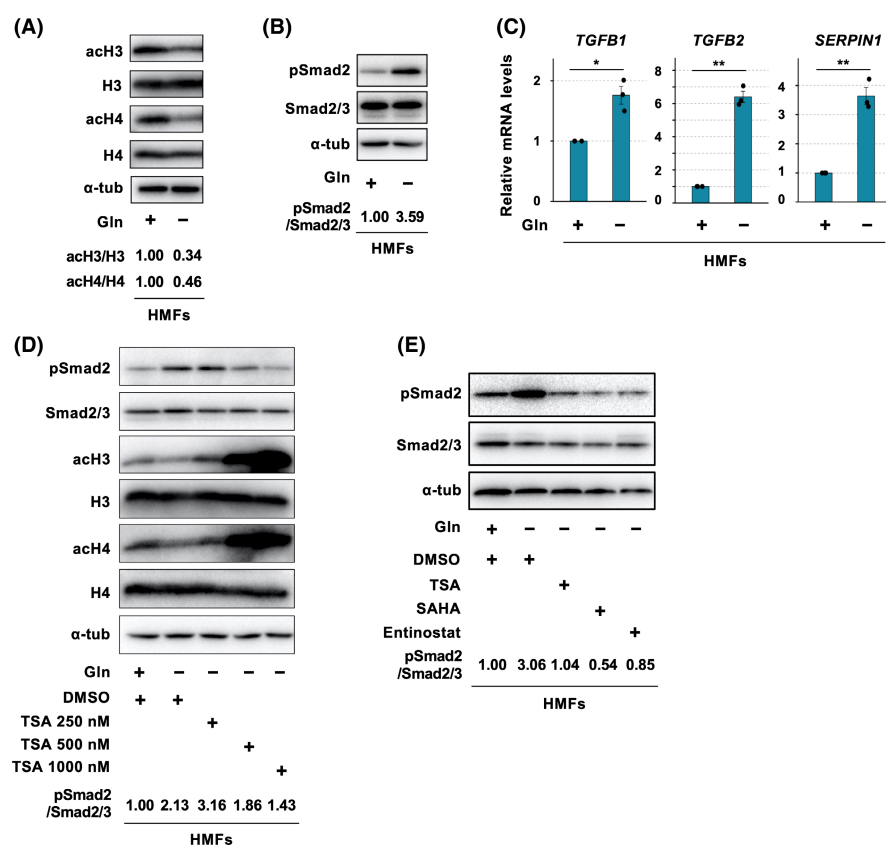 (A)
acH3
H3
acH4
H4
α-tub
Gln + −
acH3/H3 1.00 0.34
acH4/H4 1.00 0.46
HMFs
(B)
pSmad2
Smad2/3
α-tub
Gln + −
pSmad2
/Smad2/3 1.00 3.59
HMFs
(C)
TGFB1 TGFB2 SERPIN1
* ** **
Relative mRNA levels
2
1
0
8
6
4
2
0
4
3
2
1
0
Gln + − + − + −
HMFs
(D)
pSmad2
Smad2/3
acH3
H3
acH4
H4
α-tub
Gln + − − − −
DMSO + +
TSA 250 nM +
TSA 500 nM +
TSA 1000 nM +
pSmad2
/Smad2/3 1.00 2.13 3.16 1.86 1.43
HMFs
(E)
pSmad2
Smad2/3
α-tub
Gln + − − − −
DMSO + +
TSA +
SAHA +
Entinostat +
pSmad2
/Smad2/3 1.00 3.06 1.04 0.54 0.85
HMFs